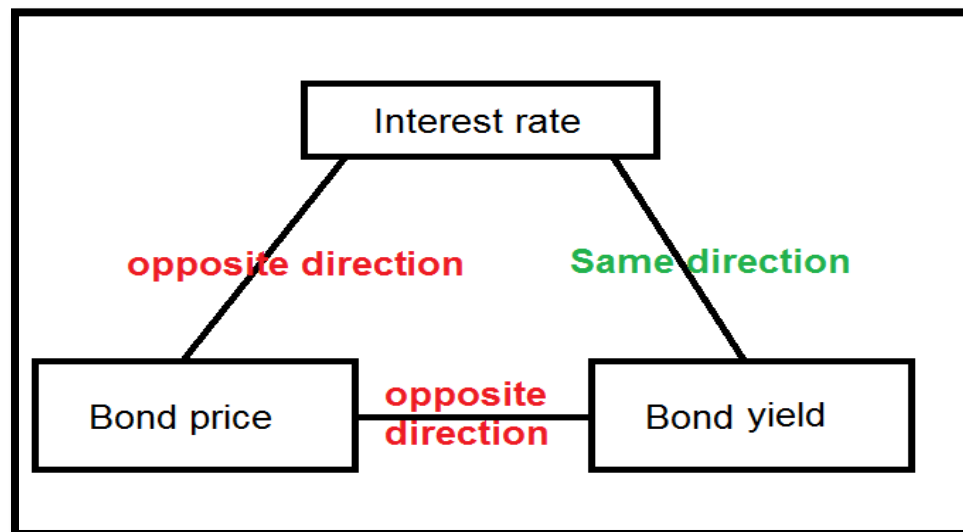 Interest rate
opposite direction
Same direction
Bond price
opposite
direction
Bond yield